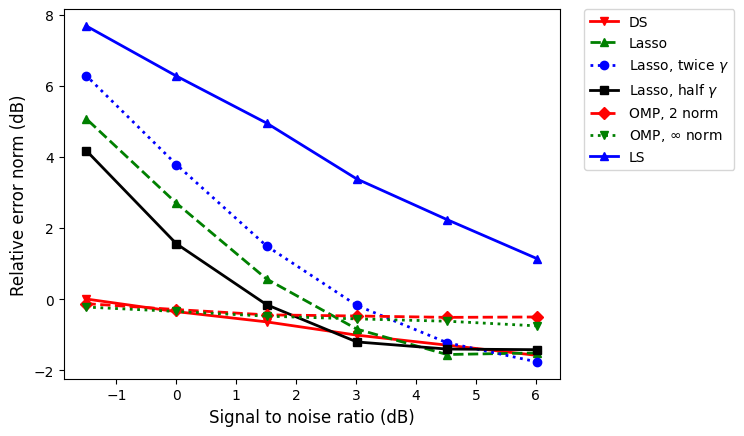 8
6
4
2
0
−2
Relative error norm (dB)
−1
0
1
2
3
4
5
6
Signal to noise ratio (dB)
DS
Lasso
Lasso, twice γ
Lasso, half γ
OMP, 2 norm
OMP, ∞ norm
LS